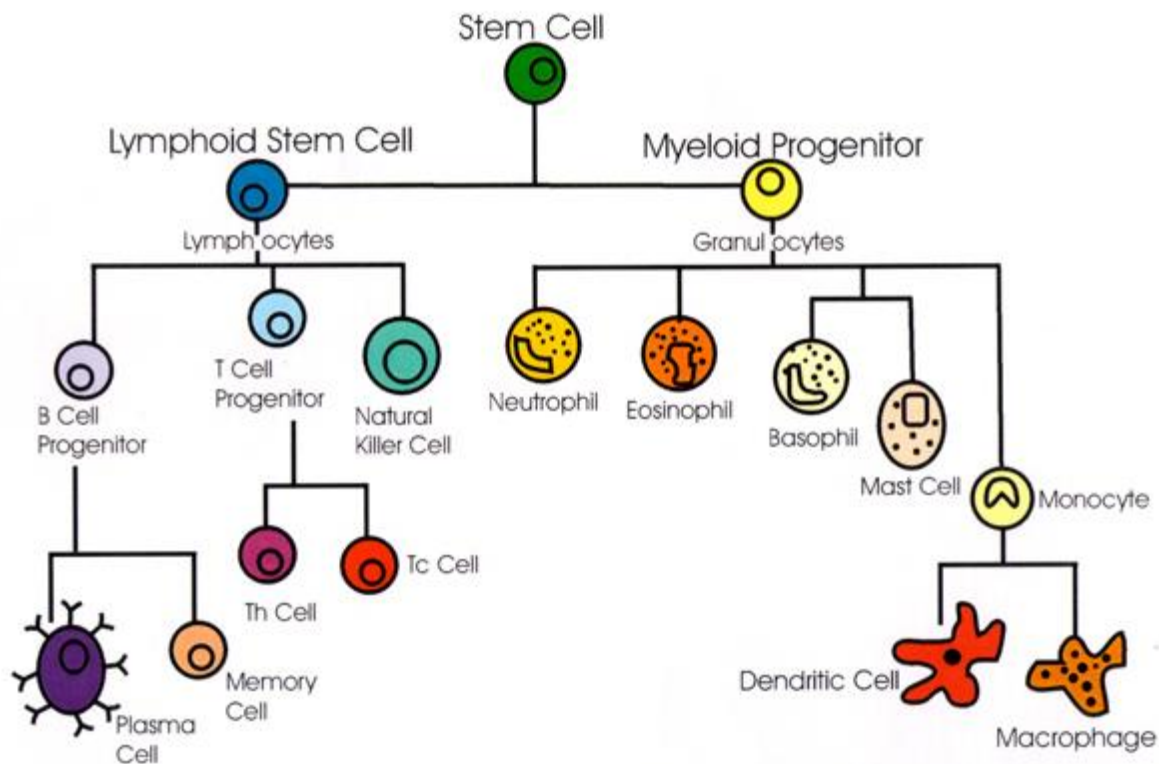 Stem Cell
Lymphoid Stem Cell
Myeloid Progenitor
Lymph ocytes
Granul ocytes
B Cell
Progenitor
T Cell
Progenitor
Natural
Killer Cell
Neutrophil
Eosinophil
Basophil
Mast Cell
Monocyte
Th Cell
Tc Cell
Plasma
Cell
Memory
Cell
Dendritic Cell
Macrophage